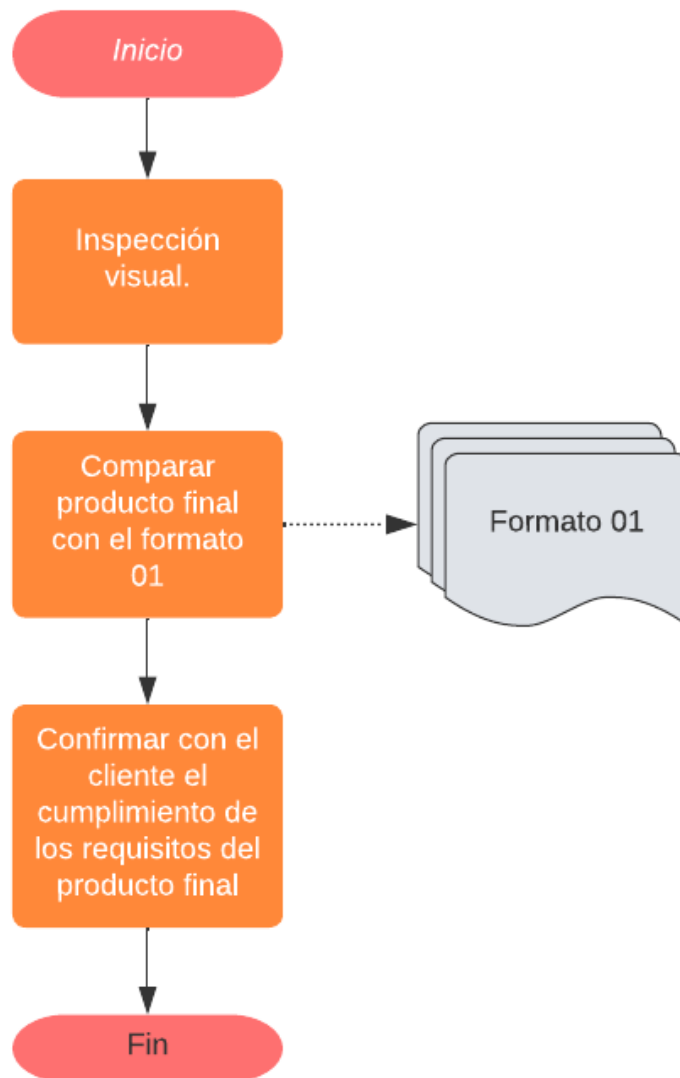 Inicio
Inspección
visual.
Comparar
producto final
con el formato
01
Formato 01
Confirmar con el
cliente el
cumplimiento de
los requisitos del
producto final
Fin